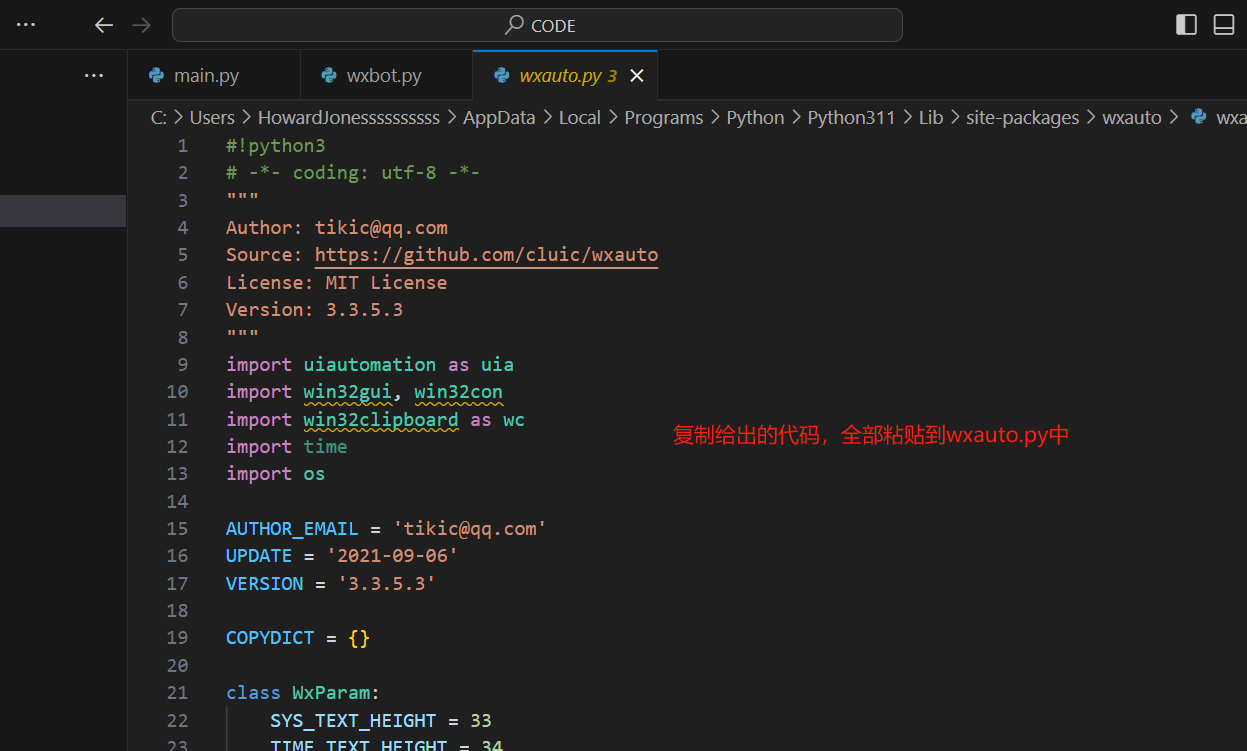 CODE
main.py
wxbot.py
wxauto.py 3
C: > Users > HowardJonesssssssssss > AppData > Local > Programs > Python > Python311 > Lib > site-packages > wxauto > wxa
1 #!python3
2 # -*- coding: utf-8 -*-
3 """
4 Author: tikic@qq.com
5 Source: https://github.com/cluic/wxauto
6 License: MIT License
7 Version: 3.3.5.3
8 """
9 import uiautomation as uia
10 import win32gui, win32con
11 import win32clipboard as wc
复制给出的代码，全部粘贴到wxauto.py中
12 import time
13 import os
14
15 AUTHOR_EMAIL = 'tikic@qq.com'
16 UPDATE = '2021-09-06'
17 VERSION = '3.3.5.3'
18
19 COPYDICT = {}
20
21 class WxParam:
22 SYS_TEXT_HEIGHT = 33
23 TIME_TEXT_HEIGHT = 34